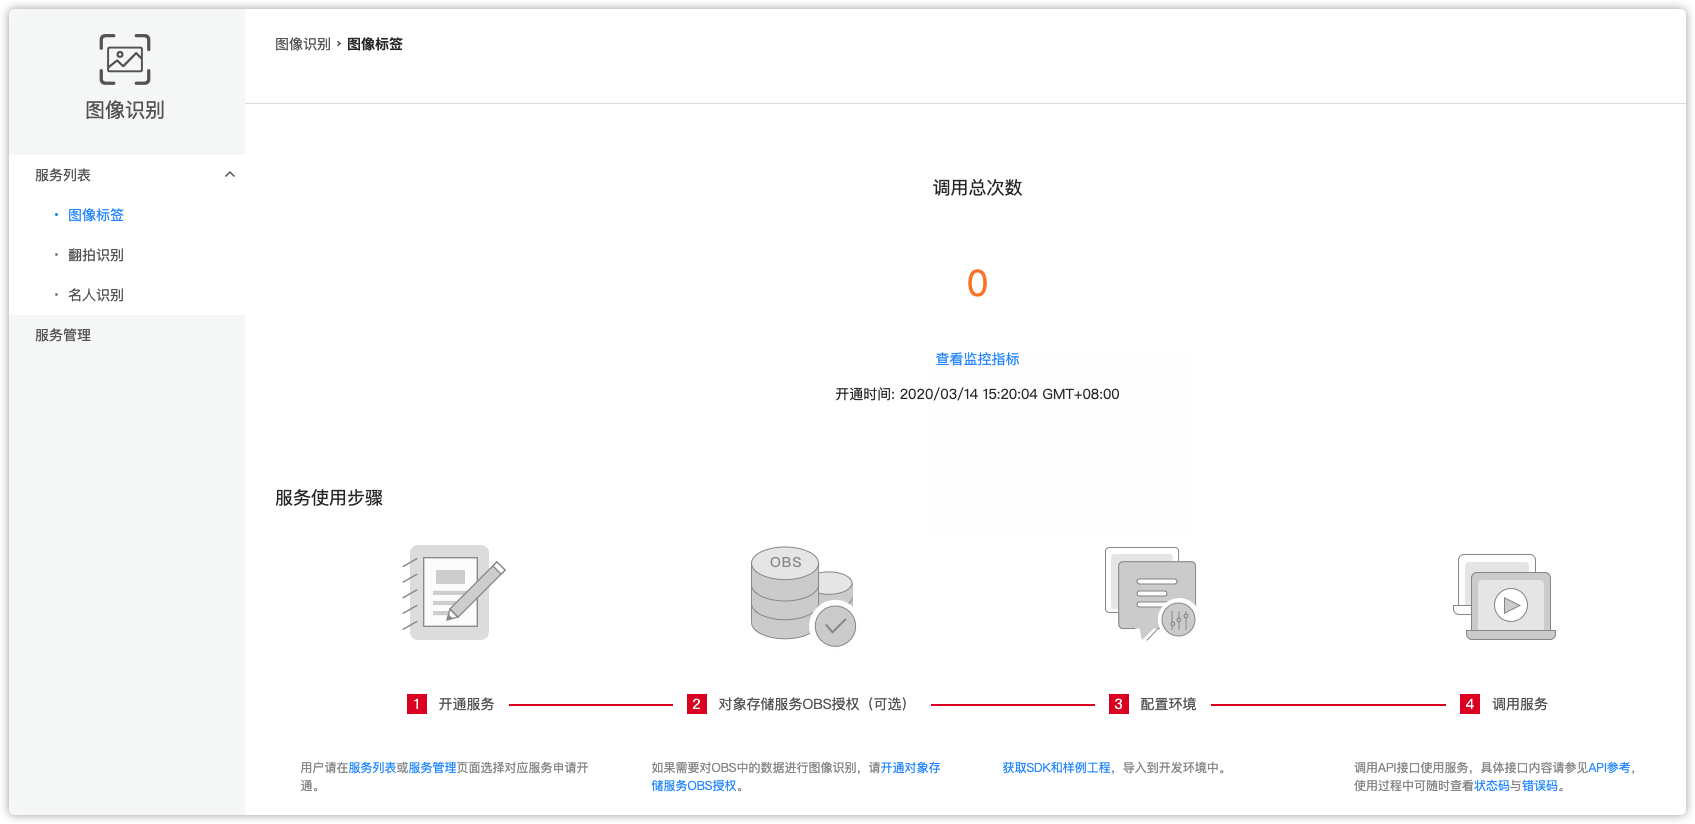 图像识别
图像识别 › 图像标签
服务列表
图像标签
翻拍识别
名人识别
服务管理
调用总次数
0
查看监控指标
开通时间: 2020/03/14 15:20:04 GMT+08:00
服务使用步骤
OBS
1 开通服务
2 对象存储服务OBS授权（可选）
3 配置环境
4 调用服务
用户请在服务列表或服务管理页面选择对应服务申请开
通。
如果需要对OBS中的数据进行图像识别，请开通对象存
储服务OBS授权。
获取SDK和样例工程，导入到开发环境中。
调用API接口使用服务，具体接口内容请参见API参考，
使用过程中可随时查看状态码与错误码。